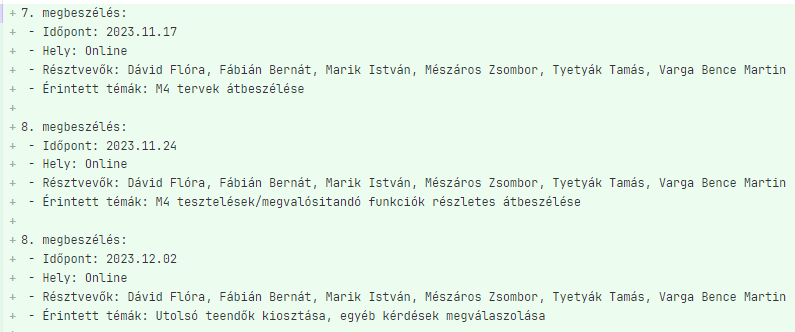 + 7. megbeszélés:
+  - Időpont: 2023.11.17
+  - Hely: Online
+  - Résztvevők: Dávid Flóra, Fábián Bernát, Marik István, Mészáros Zsombor, Tyetyák Tamás, Varga Bence Martin
+  - Érintett témák: M4 tervek átbeszélése
+
+ 8. megbeszélés:
+  - Időpont: 2023.11.24
+  - Hely: Online
+  - Résztvevők: Dávid Flóra, Fábián Bernát, Marik István, Mészáros Zsombor, Tyetyák Tamás, Varga Bence Martin
+  - Érintett témák: M4 tesztelések/megvalósitandó funkciók részletes átbeszélése
+
+ 8. megbeszélés:
+  - Időpont: 2023.12.02
+  - Hely: Online
+  - Résztvevők: Dávid Flóra, Fábián Bernát, Marik István, Mészáros Zsombor, Tyetyák Tamás, Varga Bence Martin
+  - Érintett témák: Utolsó teendők kiosztása, egyéb kérdések megválaszolása